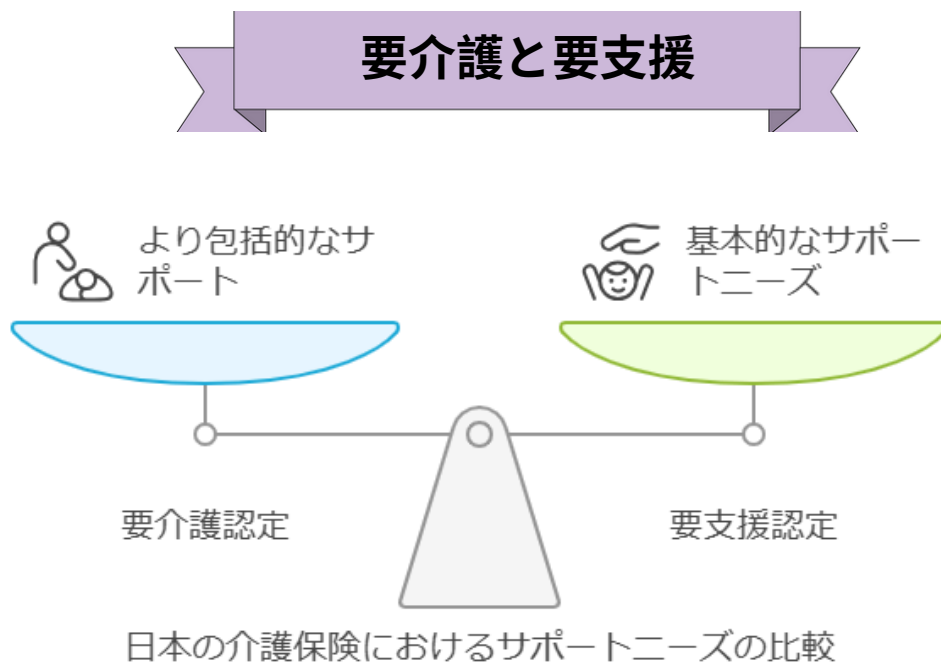 要介護と要支援
より包括的なサ
ポート
基本的なサポー
トニーズ
要介護認定
要支援認定
日本の介護保険におけるサポートニーズの比較